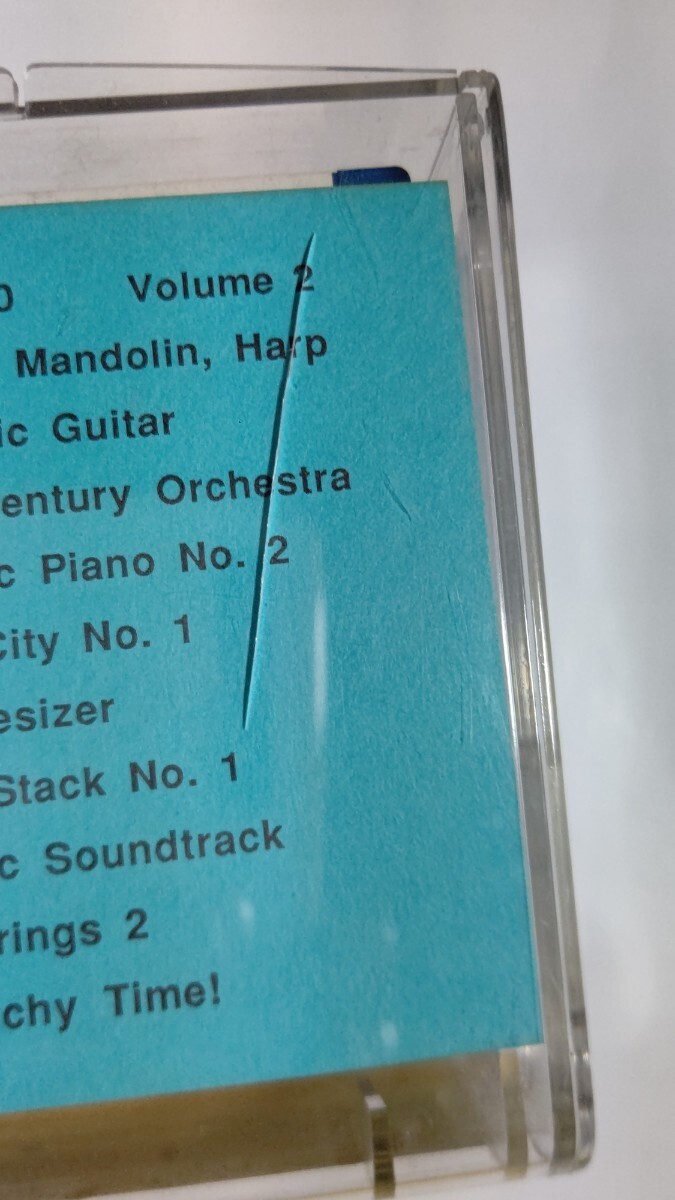 0 Volume 2
Mandolin, Harp
ic Guitar
entury Orchestra
c Piano No. 2
City No. 1
esizer
Stack No. 1
c Soundtrack
rings 2
chy Time!